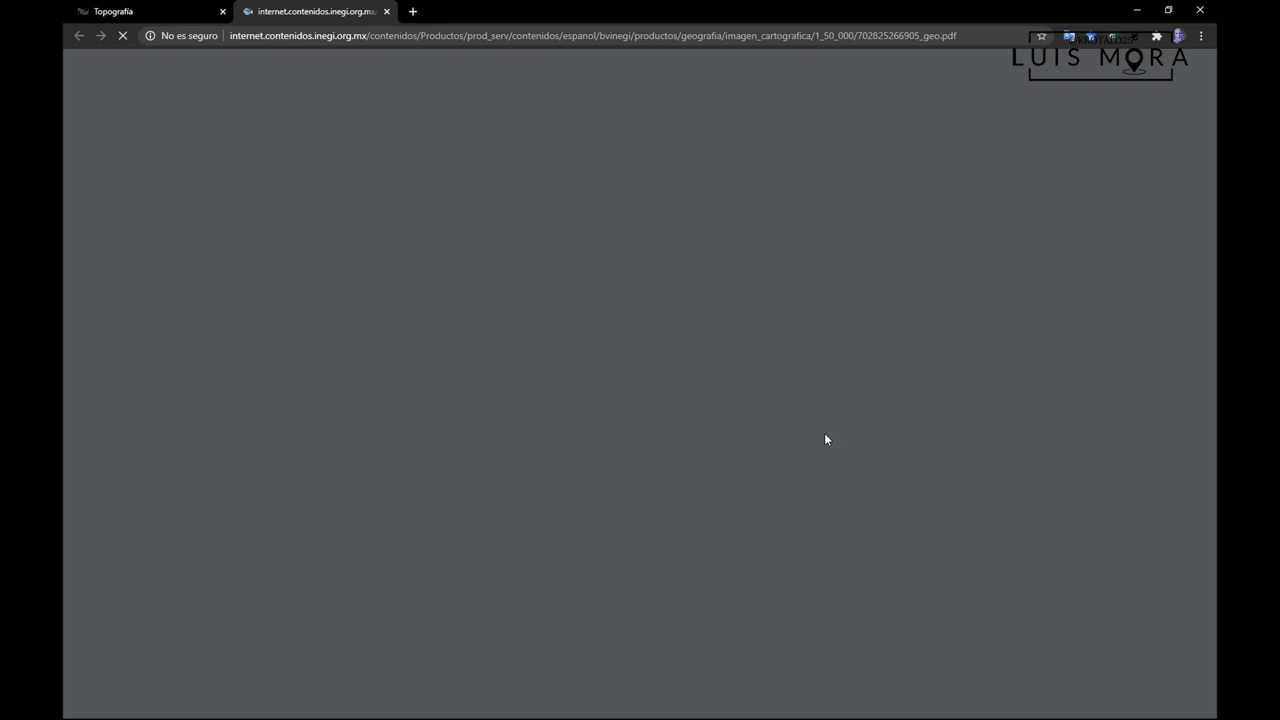 Topografía
internet.contenidos.inegi.org.mx
No es seguro
internet.contenidos.inegi.org.mx/contenidos/Productos/prod_serv/contenidos/espanol/bvinegi/productos/geografia/imagen_cartografica/1_50_000/702825266905_geo.pdf
@KROTALO25
LUIS MORA